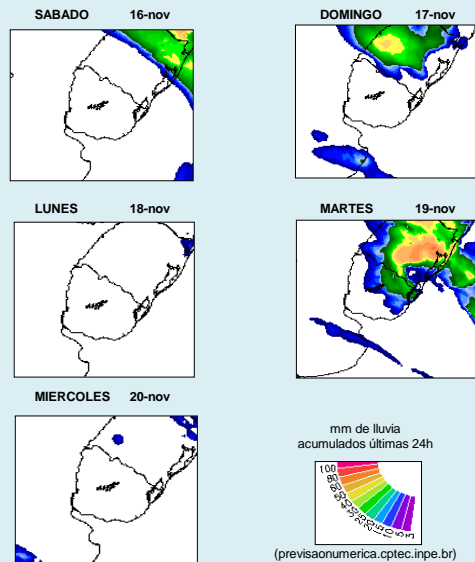 SABADO 16-nov
DOMINGO 17-nov
LUNES 18-nov
MARTES 19-nov
MIERCOLES 20-nov
mm de lluvia
acumulados últimas 24h
100
80
(previsaonumerica.cptec.inpe.br)